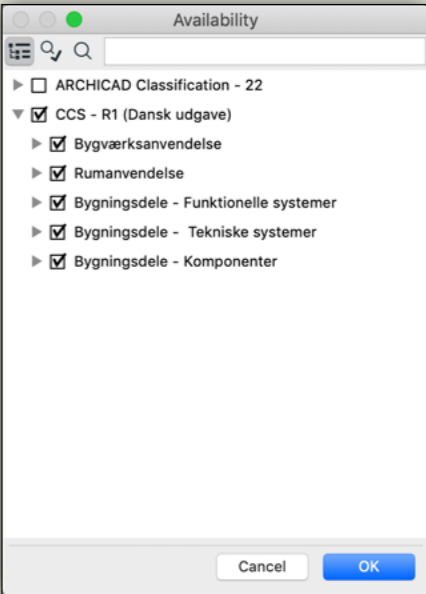 Availability
ARCHICAD Classification - 22
CCS - R1 (Dansk udgave)
Bygværksanvendelse
Rumanvendelse
Bygningsdele - Funktionelle systemer
Bygningsdele -  Tekniske systemer
Bygningsdele - Komponenter
Cancel OK